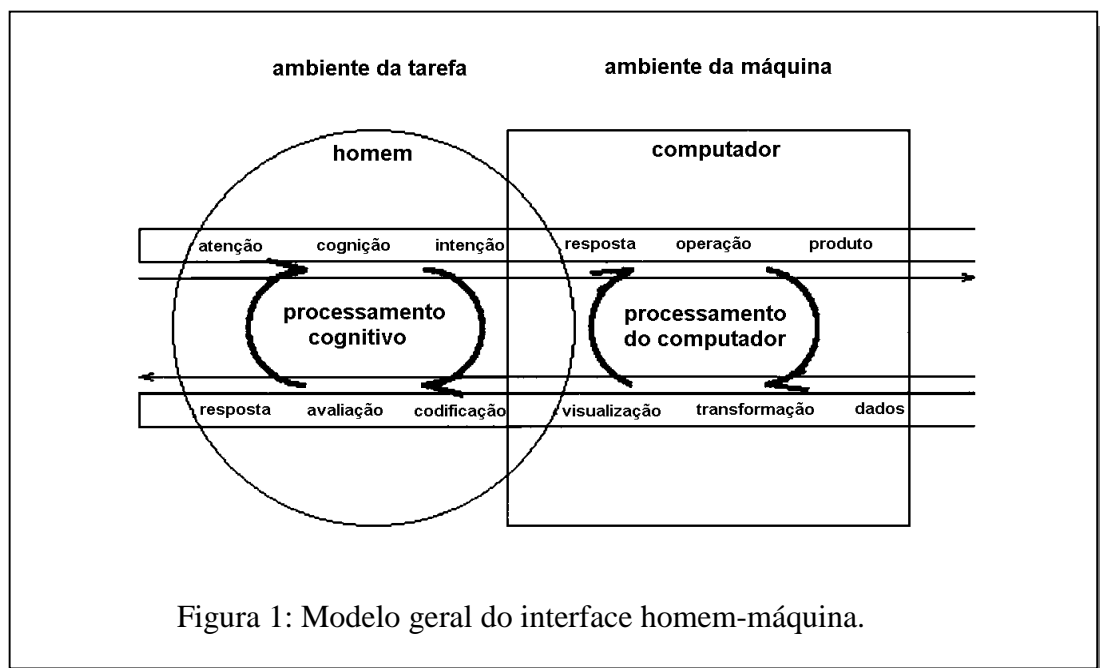 ambiente da tarefa ambiente da máquina
homem computador
atenção cognição intenção resposta operação produto
processamento cognitivo
processamento do computador
resposta avaliação codificação visualização transformação dados
Figura 1: Modelo geral do interface homem-máquina.